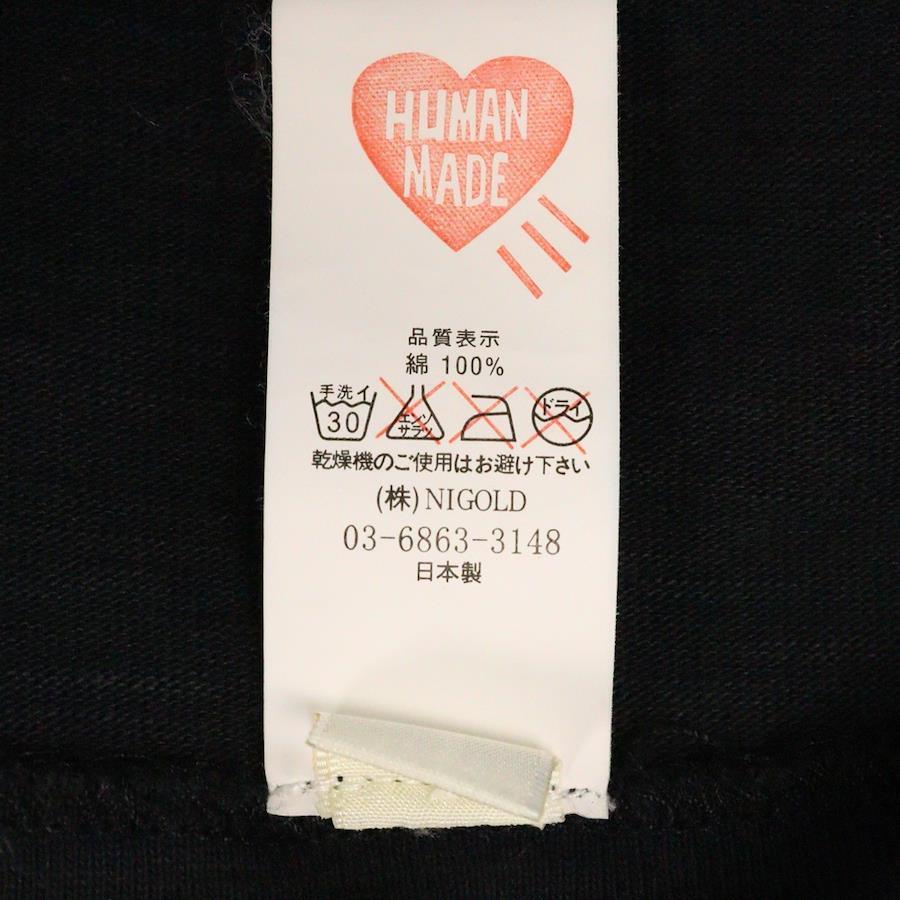 HUMAN
MADE
品質表示
綿 100%
手洗イ
30
エンソ
サラシ
ドライ
乾燥機のご使用はお避け下さい
(株) NIGOLD
03-6863-3148
日本製